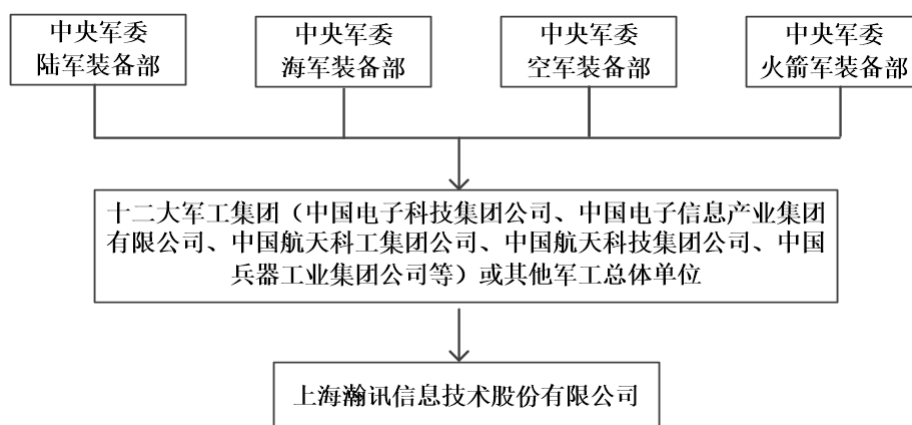 中央军委
陆军装备部
中央军委
海军装备部
中央军委
空军装备部
中央军委
火箭军装备部
十二大军工集团（中国电子科技集团公司、中国电子信息产业集团
有限公司、中国航天科工集团公司、中国航天科技集团公司、中国
兵器工业集团公司等）或其他军工总体单位
上海瀚讯信息技术股份有限公司